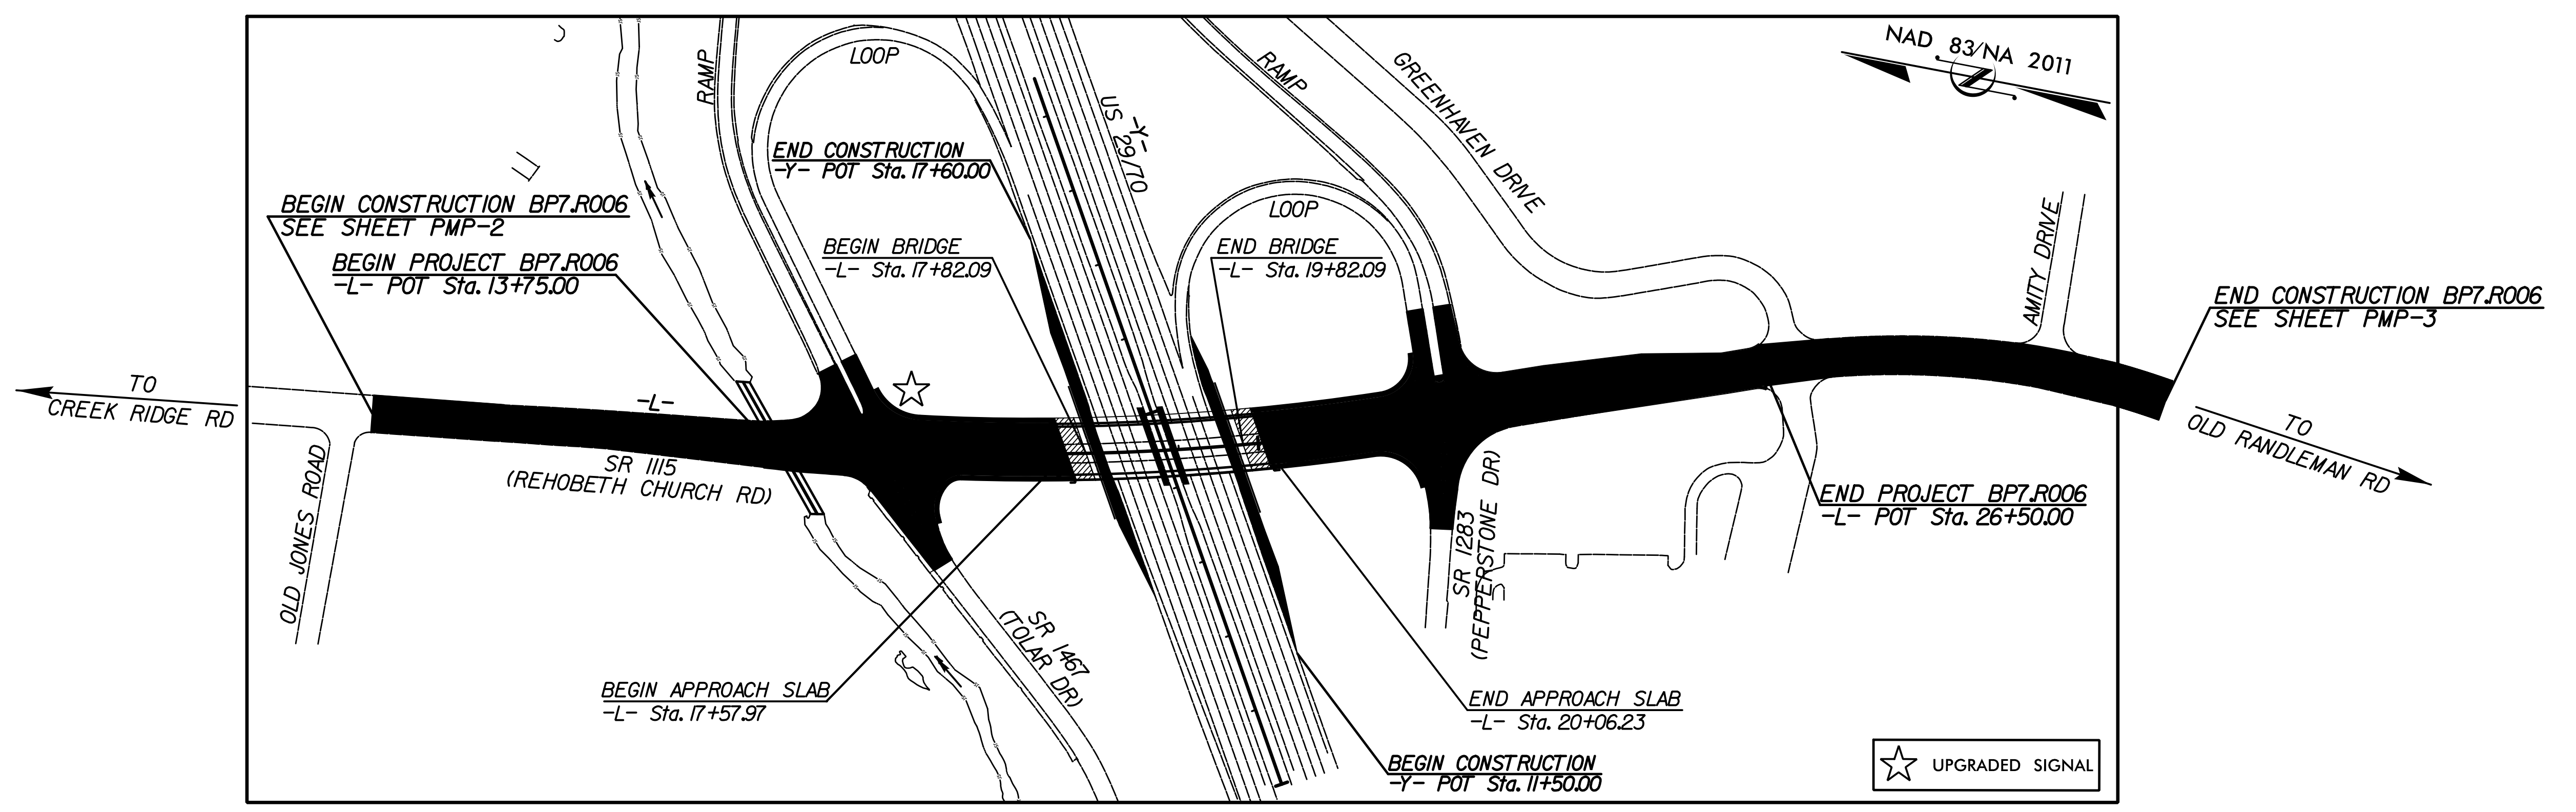 NAD 83/NA 2011
LOOP
RAMP
RAMP
GREENHAVEN DRIVE
-Y-
US 29/70
END CONSTRUCTION
-Y- POT Sta. 17+60.00
BEGIN CONSTRUCTION BP7.R006
SEE SHEET PMP-2
LOOP
BEGIN BRIDGE
-L- Sta. 17+82.09
END BRIDGE
-L- Sta. 19+82.09
BEGIN PROJECT BP7.R006
-L- POT Sta. 13+75.00
AMITY DRIVE
END CONSTRUCTION BP7.R006
SEE SHEET PMP-3
TO
CREEK RIDGE RD
-L-
TO
OLD RANDLEMAN RD
SR 1115
(REHOBETH CHURCH RD)
OLD JONES ROAD
END PROJECT BP7.R006
-L- POT Sta. 26+50.00
SR 1283
(PEPPERSTONE DR)
SR 1467
(TOLAR DR)
BEGIN APPROACH SLAB
-L- Sta. 17+57.97
END APPROACH SLAB
-L- Sta. 20+06.23
BEGIN CONSTRUCTION
-Y- POT Sta. 11+50.00
UPGRADED SIGNAL